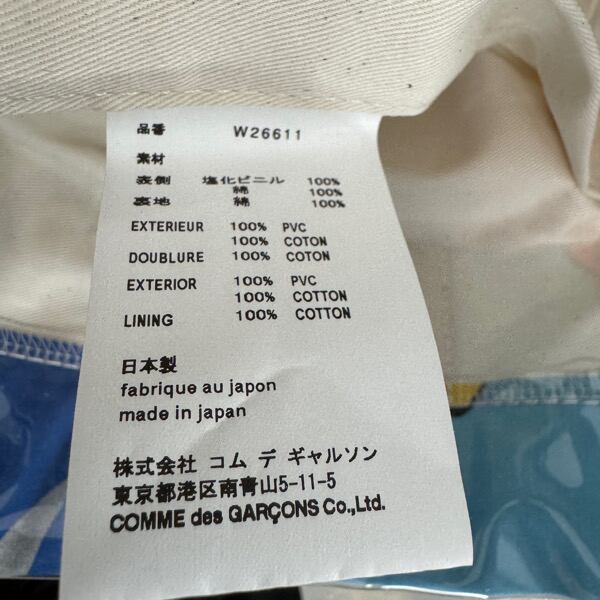 品番 W26611
素材
表側 塩化ビニル 100%
綿 100%
裏地 綿 100%
EXTERIEUR 100% PVC
100% COTON
DOUBLURE 100% COTON
EXTERIOR 100% PVC
100% COTTON
LINING 100% COTTON
日本製
fabrique au japon
made in japan
株式会社 コム デ ギャルソン
東京都港区南青山5-11-5
COMME des GARÇONS Co.,Ltd.